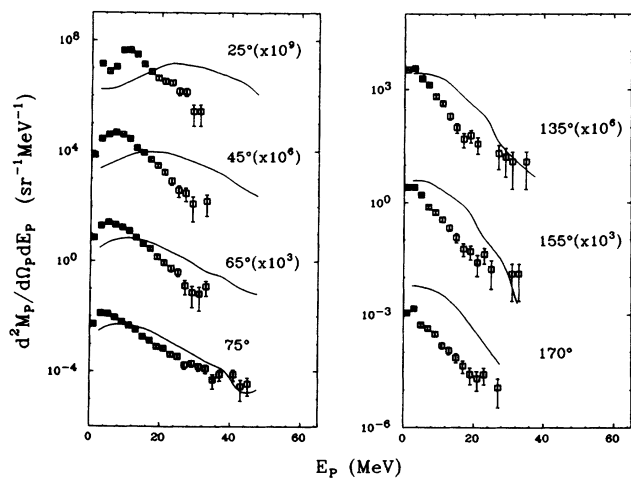 d²M_P/dΩ_PdE_P (sr⁻¹MeV⁻¹)
10⁸
10⁴
10⁰
10⁻⁴
25°(x10⁹)
45°(x10⁶)
65°(x10³)
75°
0 20 40 60
10³
10⁰
10⁻³
10⁻⁶
135°(x10⁶)
155°(x10³)
170°
0 20 40 60
E_P (MeV)